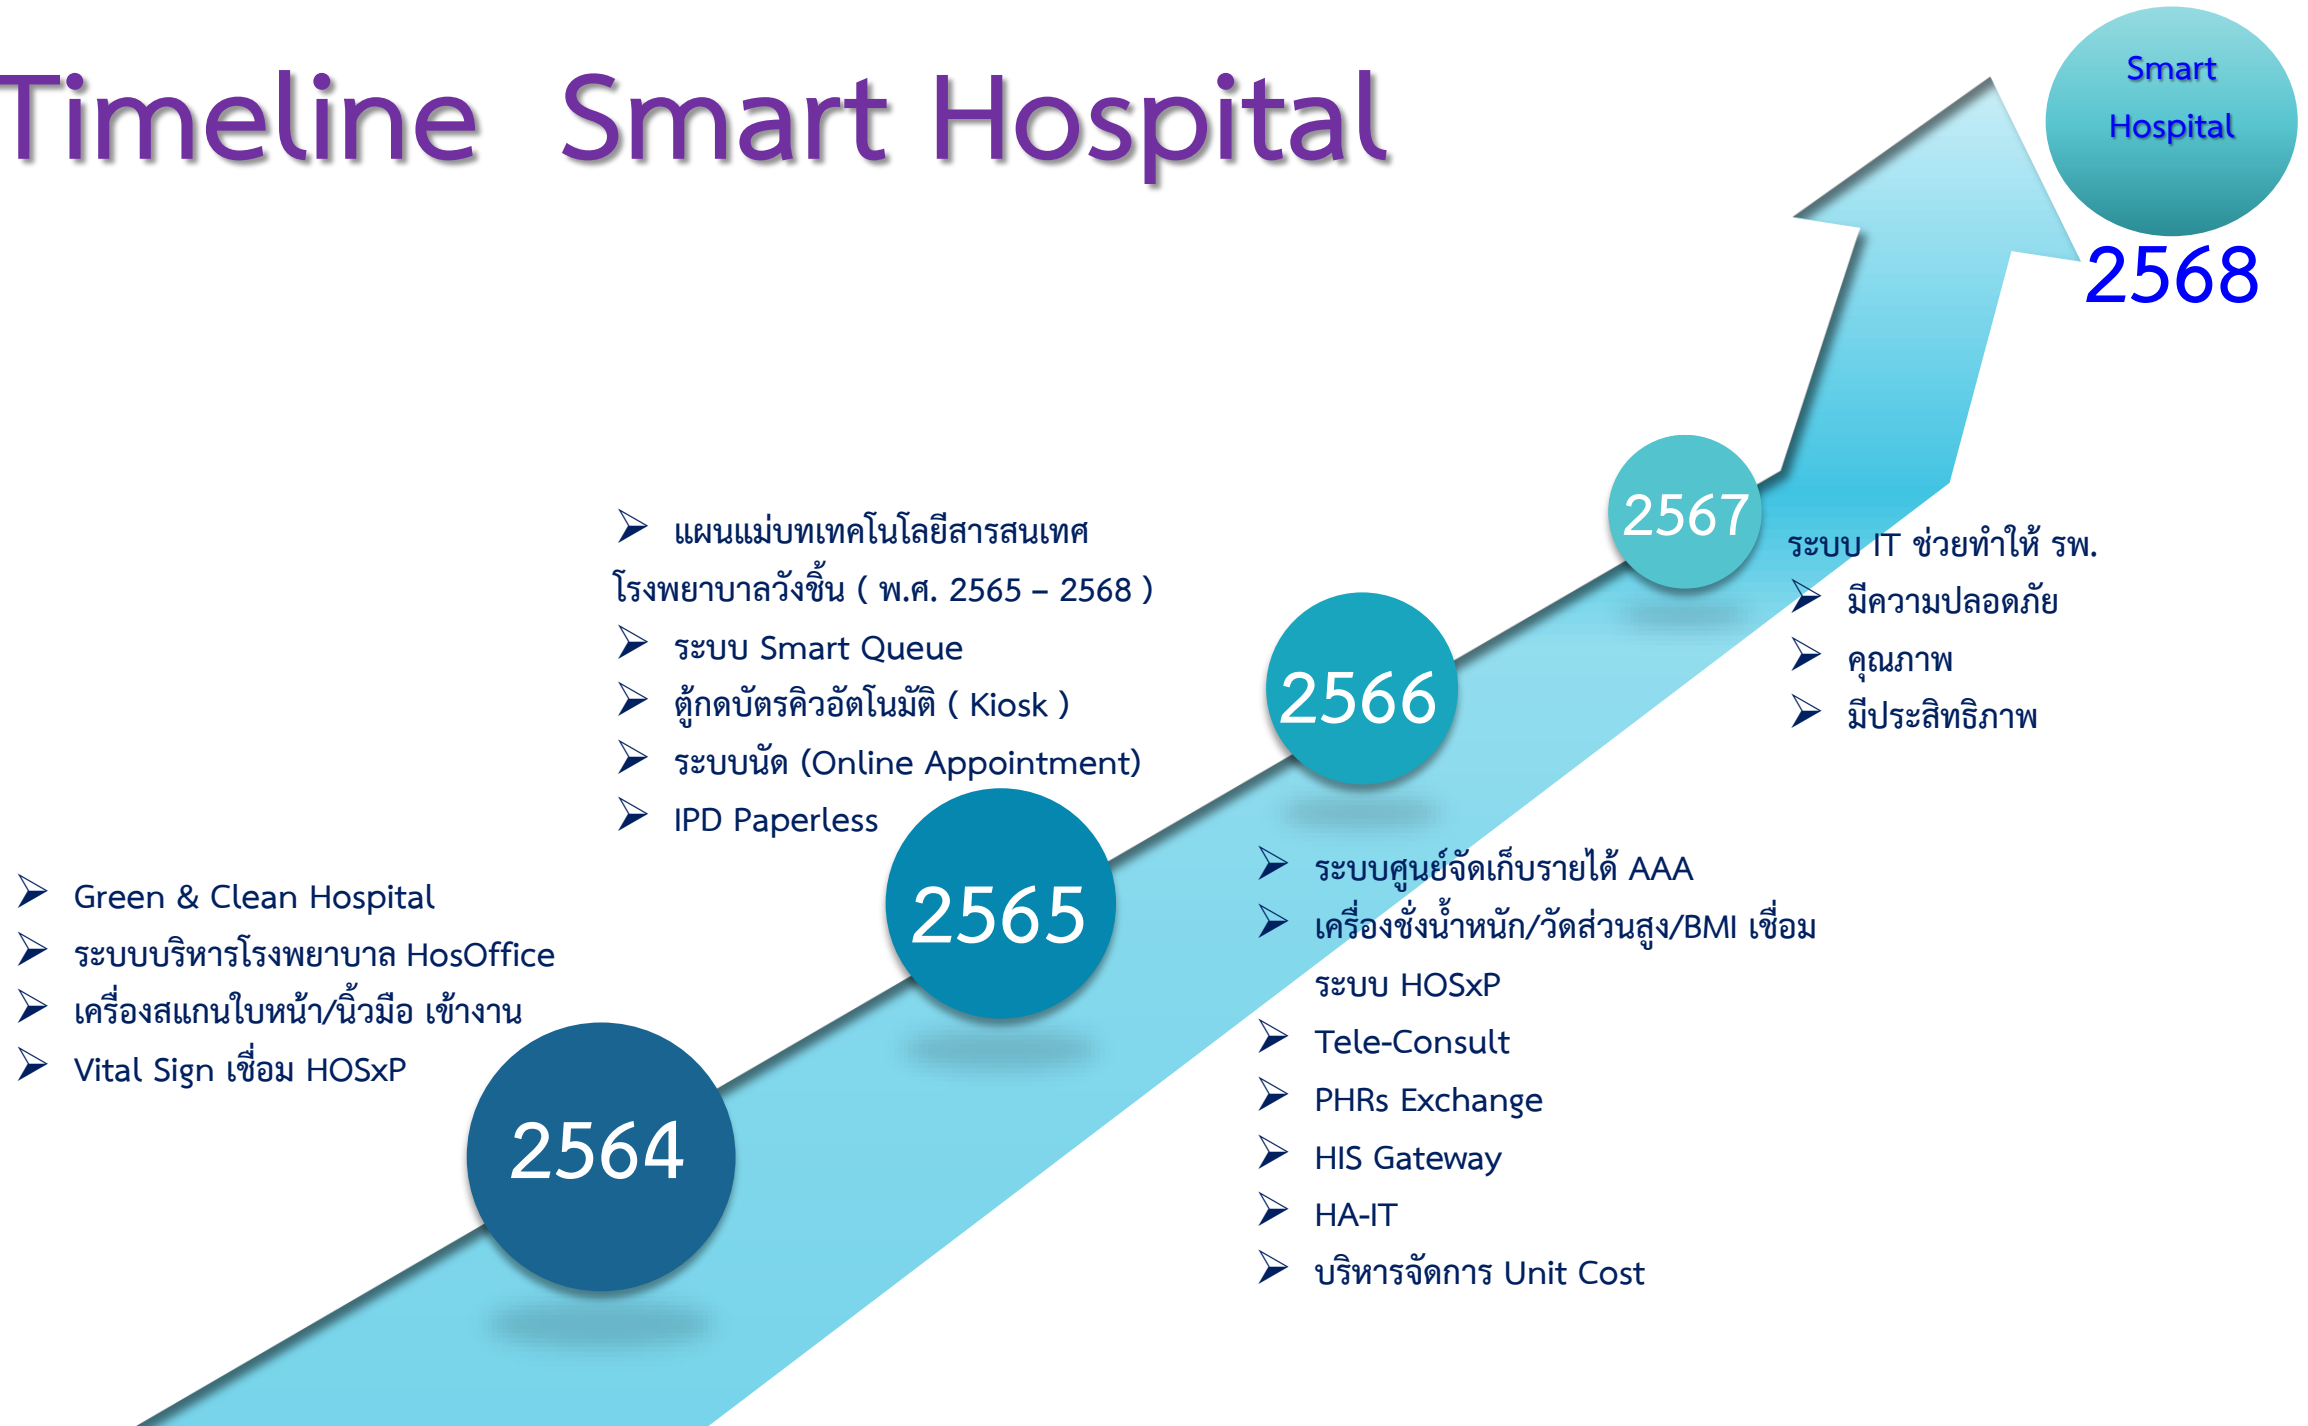 Timeline Smart Hospital
Smart
Hospital
2568
2567
ระบบ IT ช่วยทำให้ รพ.
มีความปลอดภัย
คุณภาพ
มีประสิทธิภาพ
แผนแม่บทเทคโนโลยีสารสนเทศ
โรงพยาบาลวังชิ้น ( พ.ศ. 2565 – 2568 )
ระบบ Smart Queue
ตู้กดบัตรคิวอัตโนมัติ ( Kiosk )
ระบบนัด (Online Appointment)
IPD Paperless
2566
2565
ระบบศูนย์จัดเก็บรายได้ AAA
เครื่องชั่งน้ำหนัก/วัดส่วนสูง/BMI เชื่อม
ระบบ HOSxP
Tele-Consult
PHRs Exchange
HIS Gateway
HA-IT
บริหารจัดการ Unit Cost
Green & Clean Hospital
ระบบบริหารโรงพยาบาล HosOffice
เครื่องสแกนใบหน้า/นิ้วมือ เข้างาน
Vital Sign เชื่อม HOSxP
2564